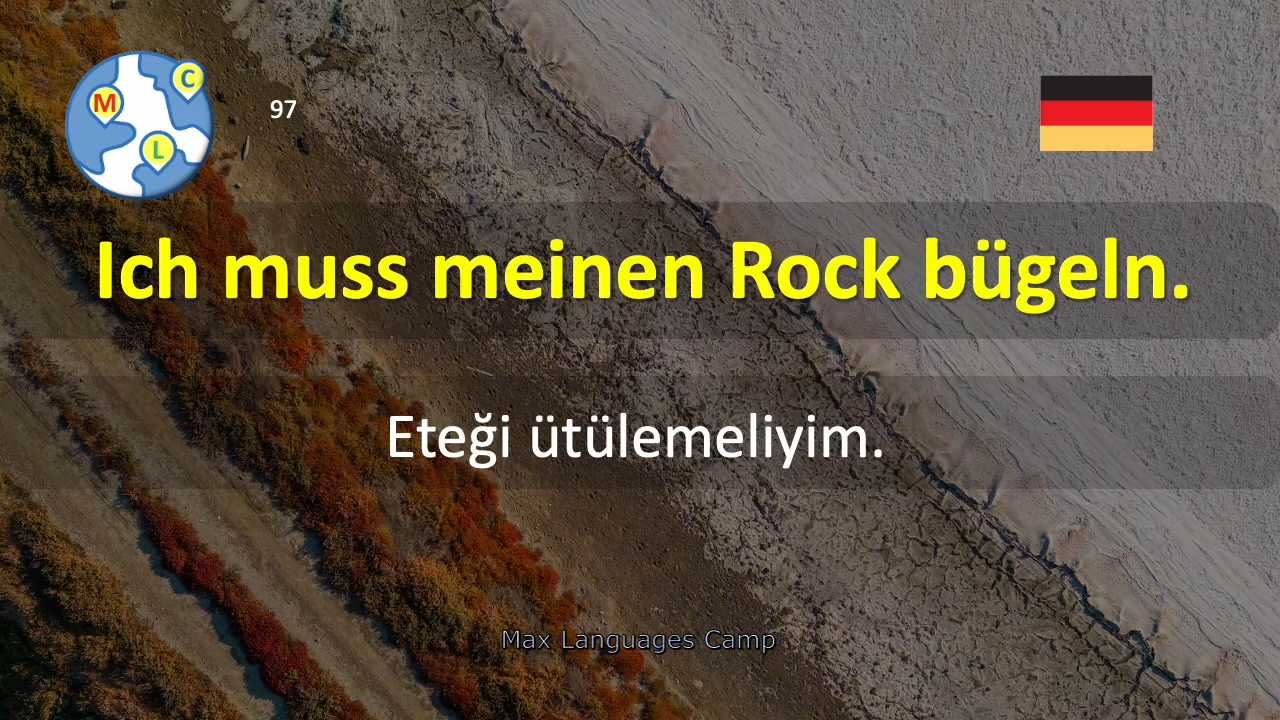 C
M
L
97
Ich muss meinen Rock bügeln.
Eteği ütülemeliyim.
Max Languages Camp